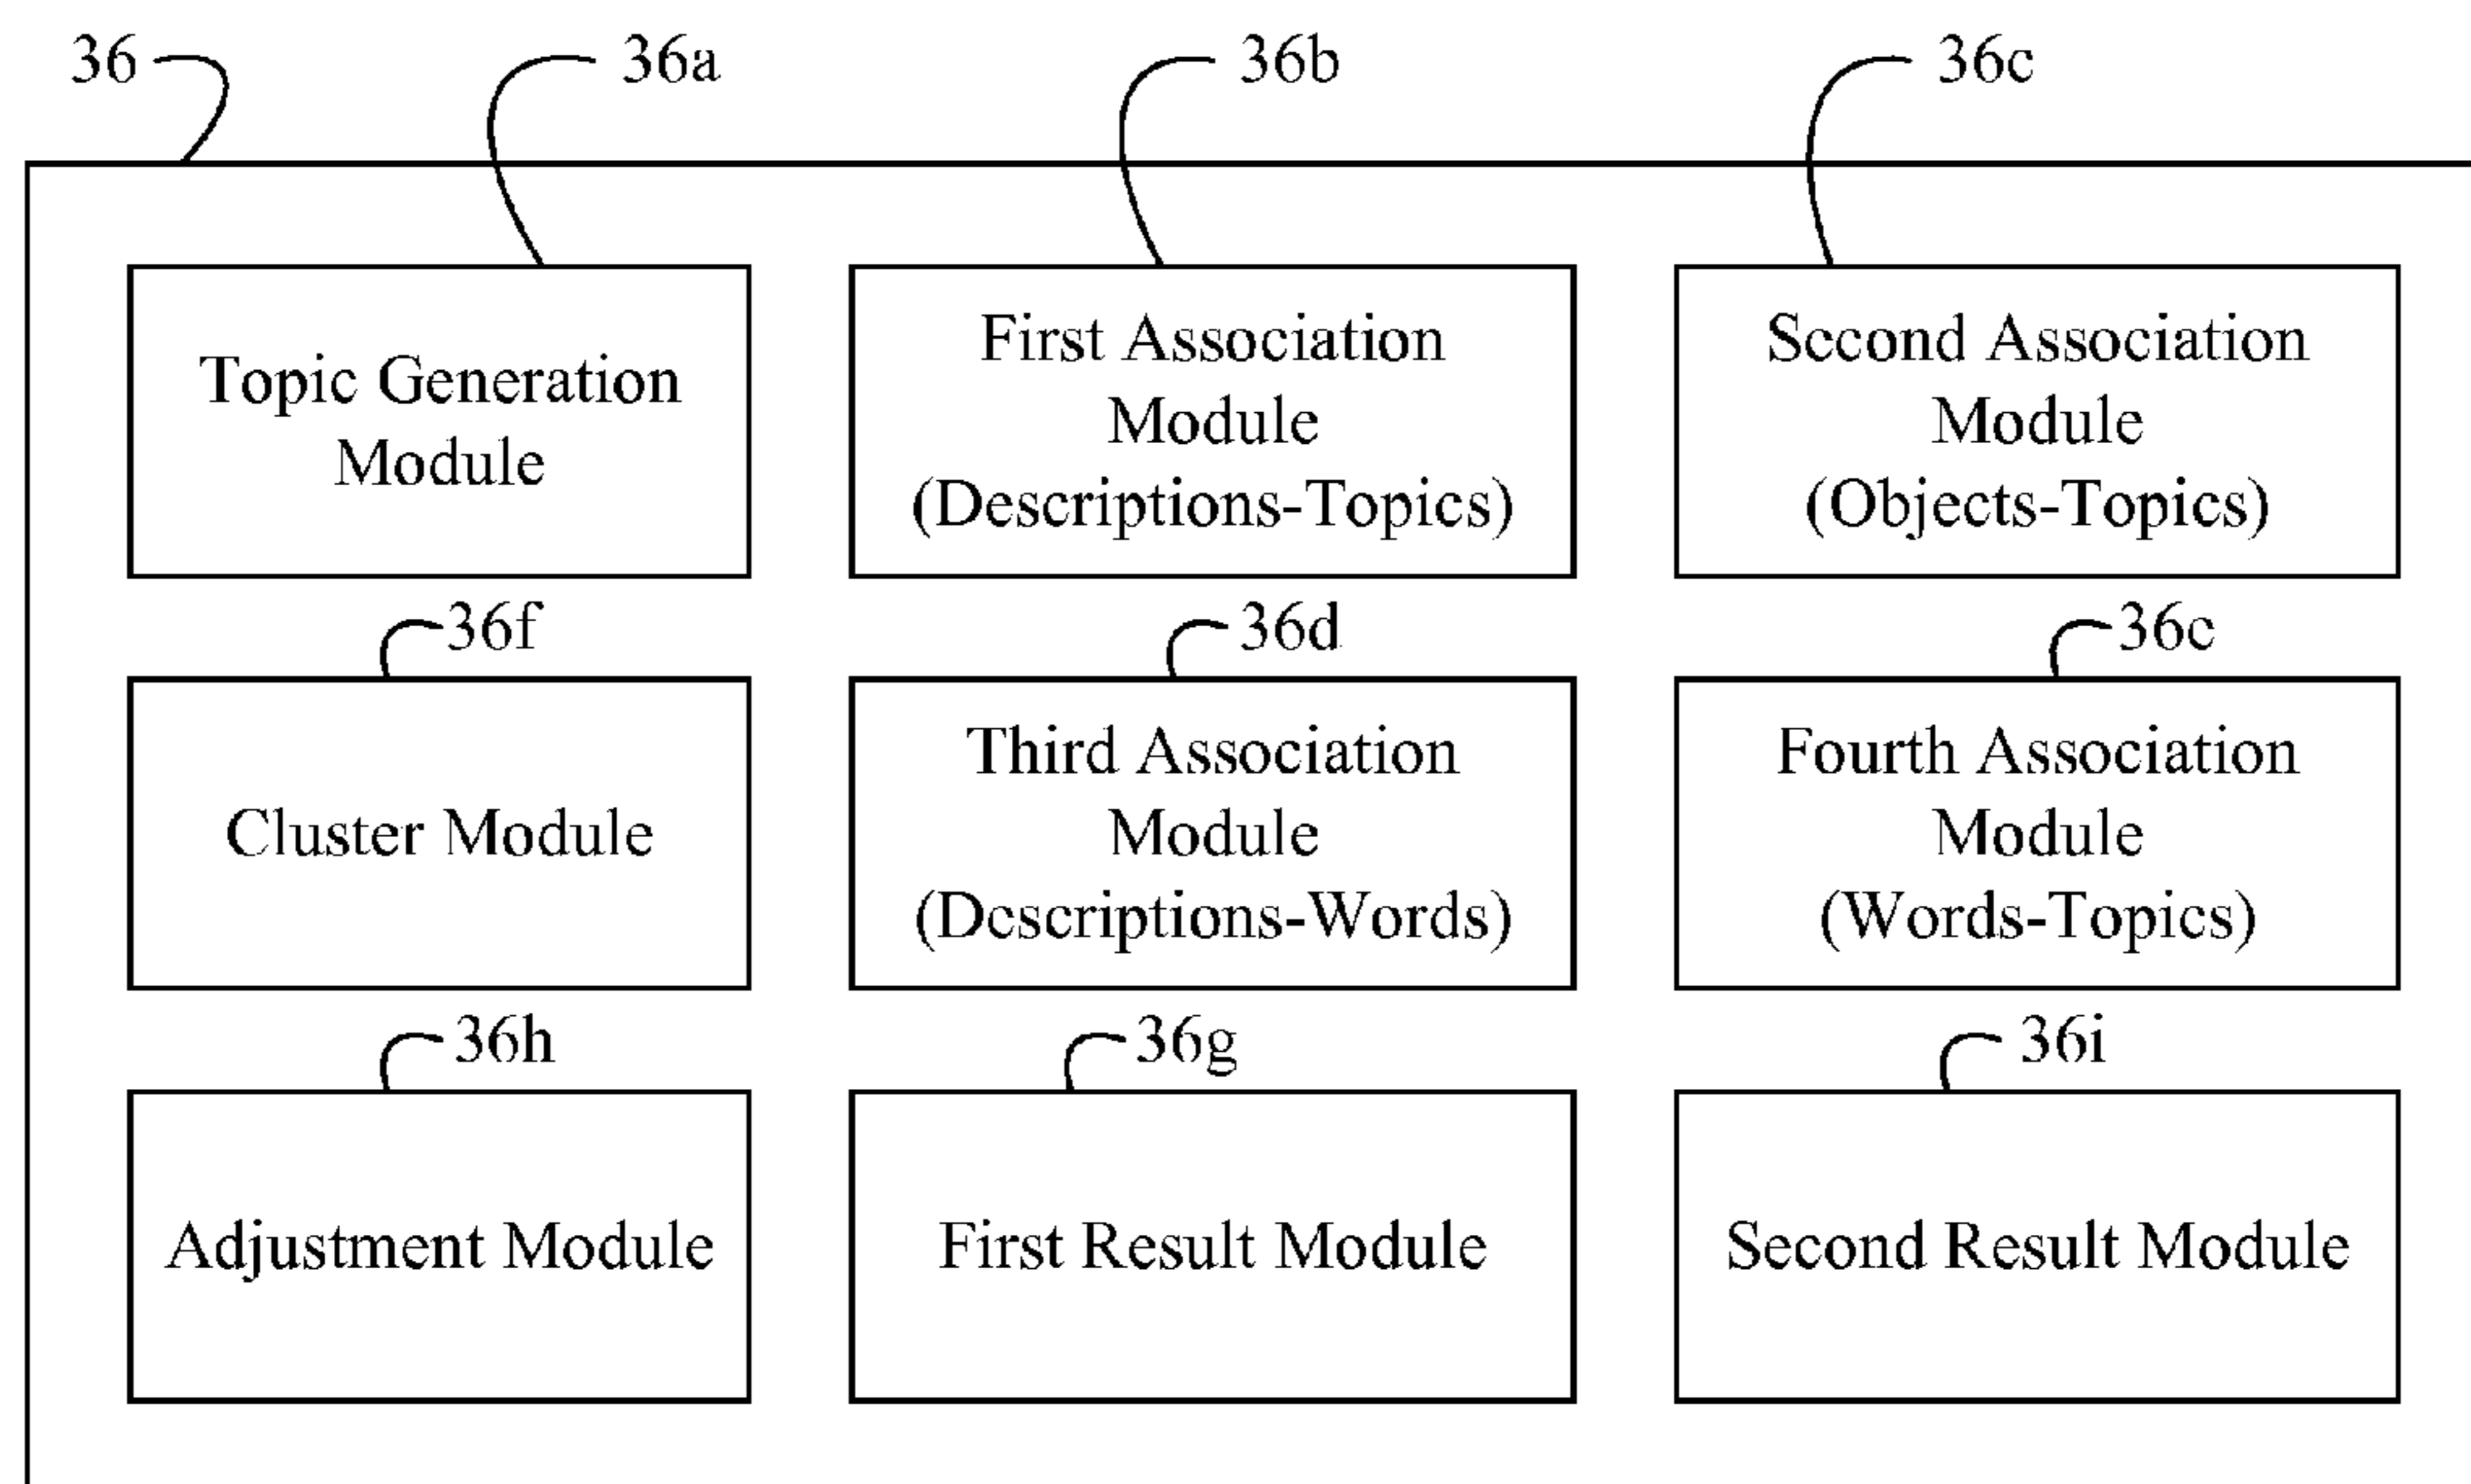 36
36a
36b
36c
Topic Generation
Module
First Association
Module
(Descriptions-Topics)
Second Association
Module
(Objects-Topics)
36f
36d
36e
Cluster Module
Third Association
Module
(Descriptions-Words)
Fourth Association
Module
(Words-Topics)
36h
36g
36i
Adjustment Module
First Result Module
Second Result Module